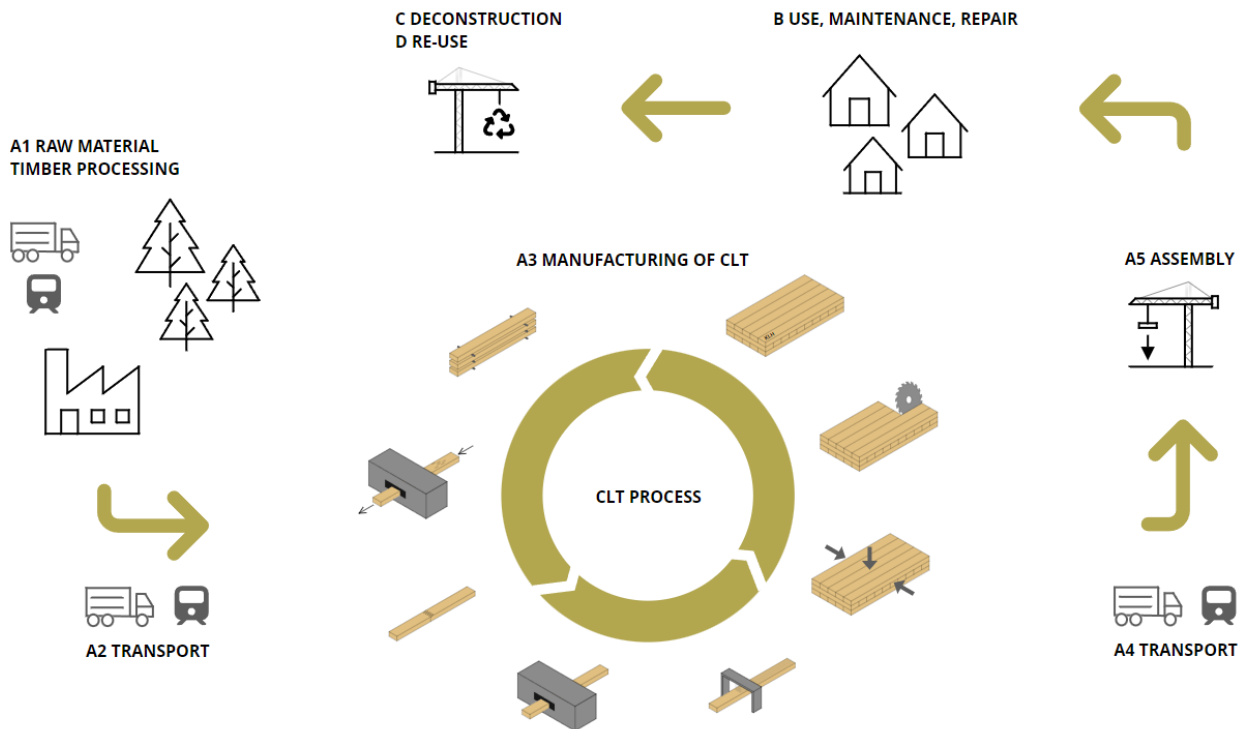 C DECONSTRUCTION
D RE-USE
B USE, MAINTENANCE, REPAIR
A1 RAW MATERIAL
TIMBER PROCESSING
A3 MANUFACTURING OF CLT
A5 ASSEMBLY
KLH
CLT PROCESS
A2 TRANSPORT
A4 TRANSPORT